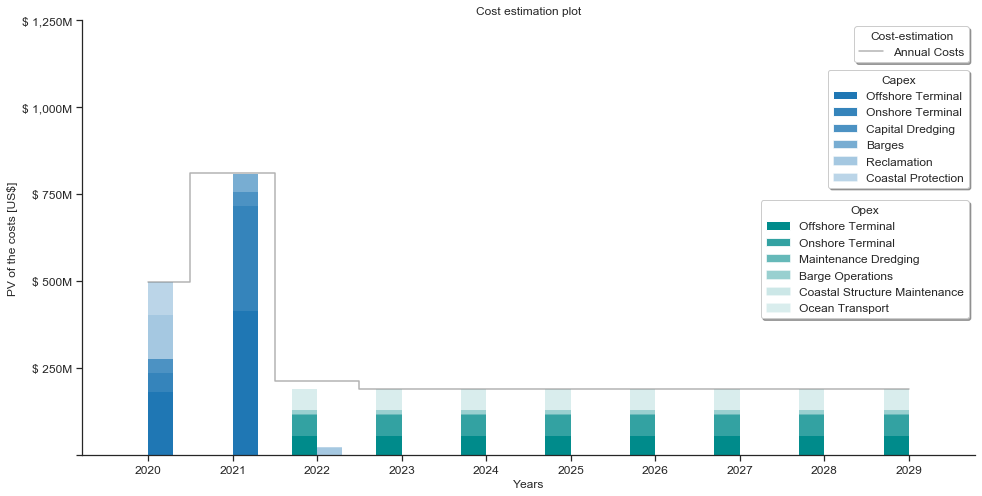 Cost estimation plot
$ 1,250M
$ 1,000M
$ 750M
$ 500M
$ 250M
PV of the costs [US$]
2020 2021 2022 2023 2024 2025 2026 2027 2028 2029
Years
Cost-estimation
Annual Costs
Capex
Offshore Terminal
Onshore Terminal
Capital Dredging
Barges
Reclamation
Coastal Protection
Opex
Offshore Terminal
Onshore Terminal
Maintenance Dredging
Barge Operations
Coastal Structure Maintenance
Ocean Transport